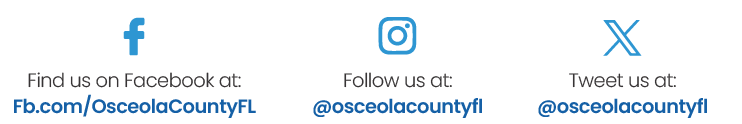 Find us on Facebook at:
Fb.com/OsceolaCountyFL
Follow us at:
@osceolacountyfl
Tweet us at:
@osceolacountyfl